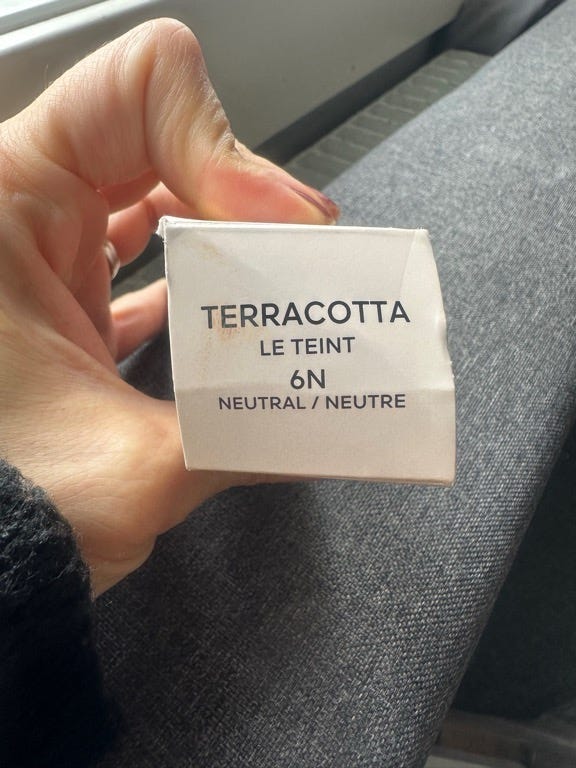 TERRACOTTA
LE TEINT
6N
NEUTRAL / NEUTRE